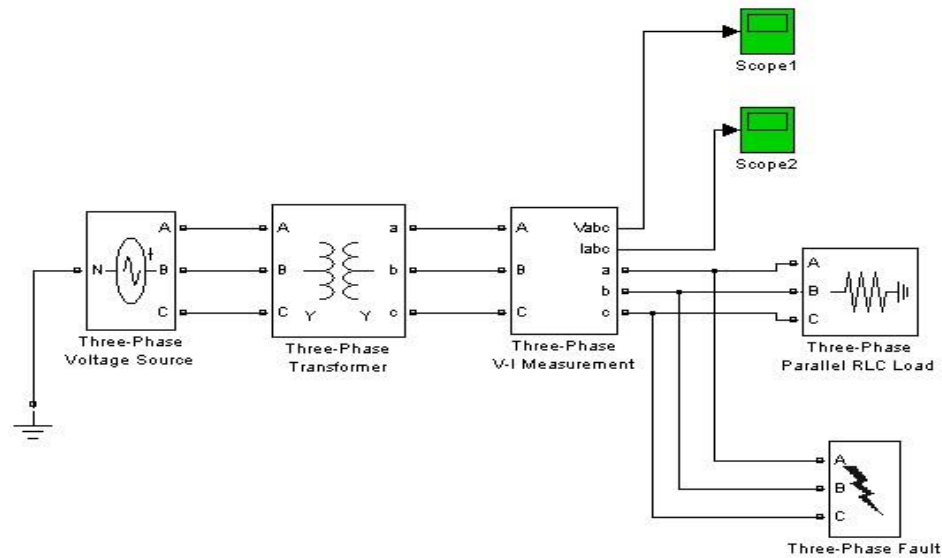 Scope1
Scope2
A
N B
C
Three-Phase
Voltage Source
A a
B b
C c
Y Y
Three-Phase
Transformer
A Vabc
Iabc
B a
b
C c
Three-Phase
V-I Measurement
A
B
C
Three-Phase
Parallel RLC Load
A
B
C
Three-Phase Fault